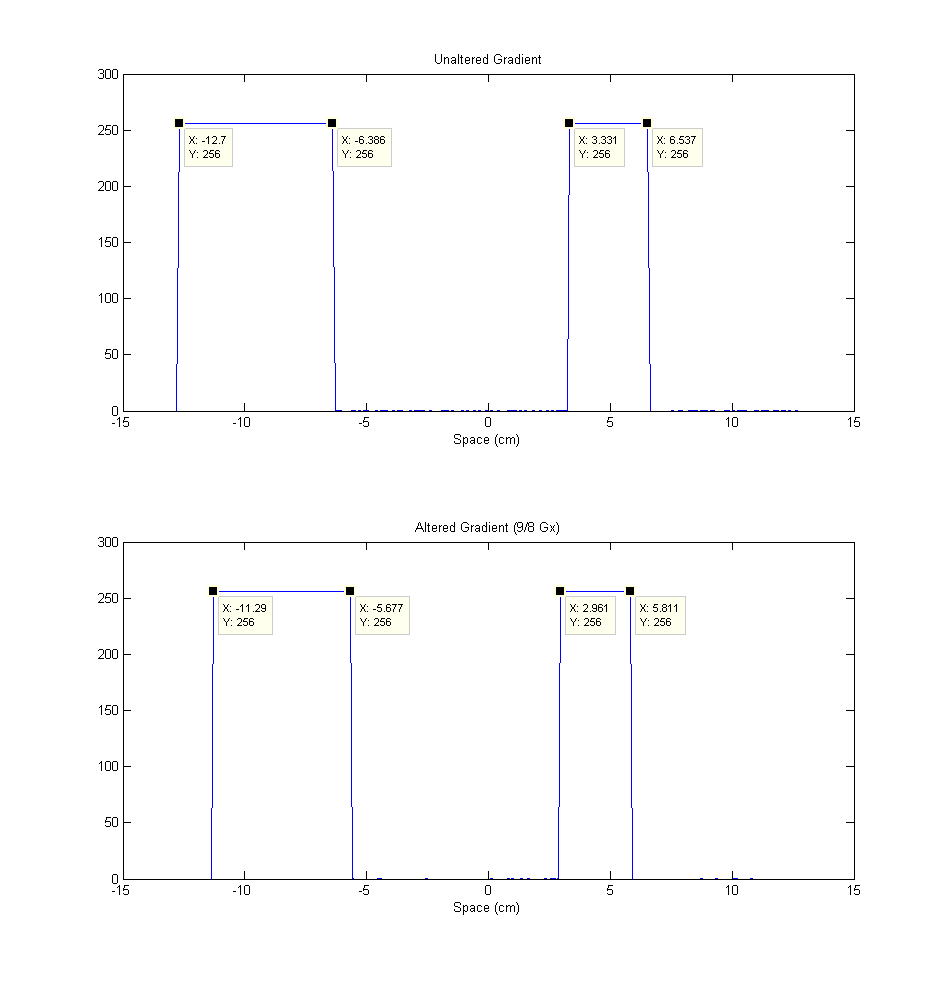 Unaltered Gradient
300
250
200
150
100
50
0
X: -12.7
Y: 256
X: -6.386
Y: 256
X: 3.331
Y: 256
X: 6.537
Y: 256
-15 -10 -5 0 5 10 15
Space (cm)
Altered Gradient (9/8 Gx)
300
250
200
150
100
50
0
X: -11.29
Y: 256
X: -5.677
Y: 256
X: 2.961
Y: 256
X: 5.811
Y: 256
-15 -10 -5 0 5 10 15
Space (cm)